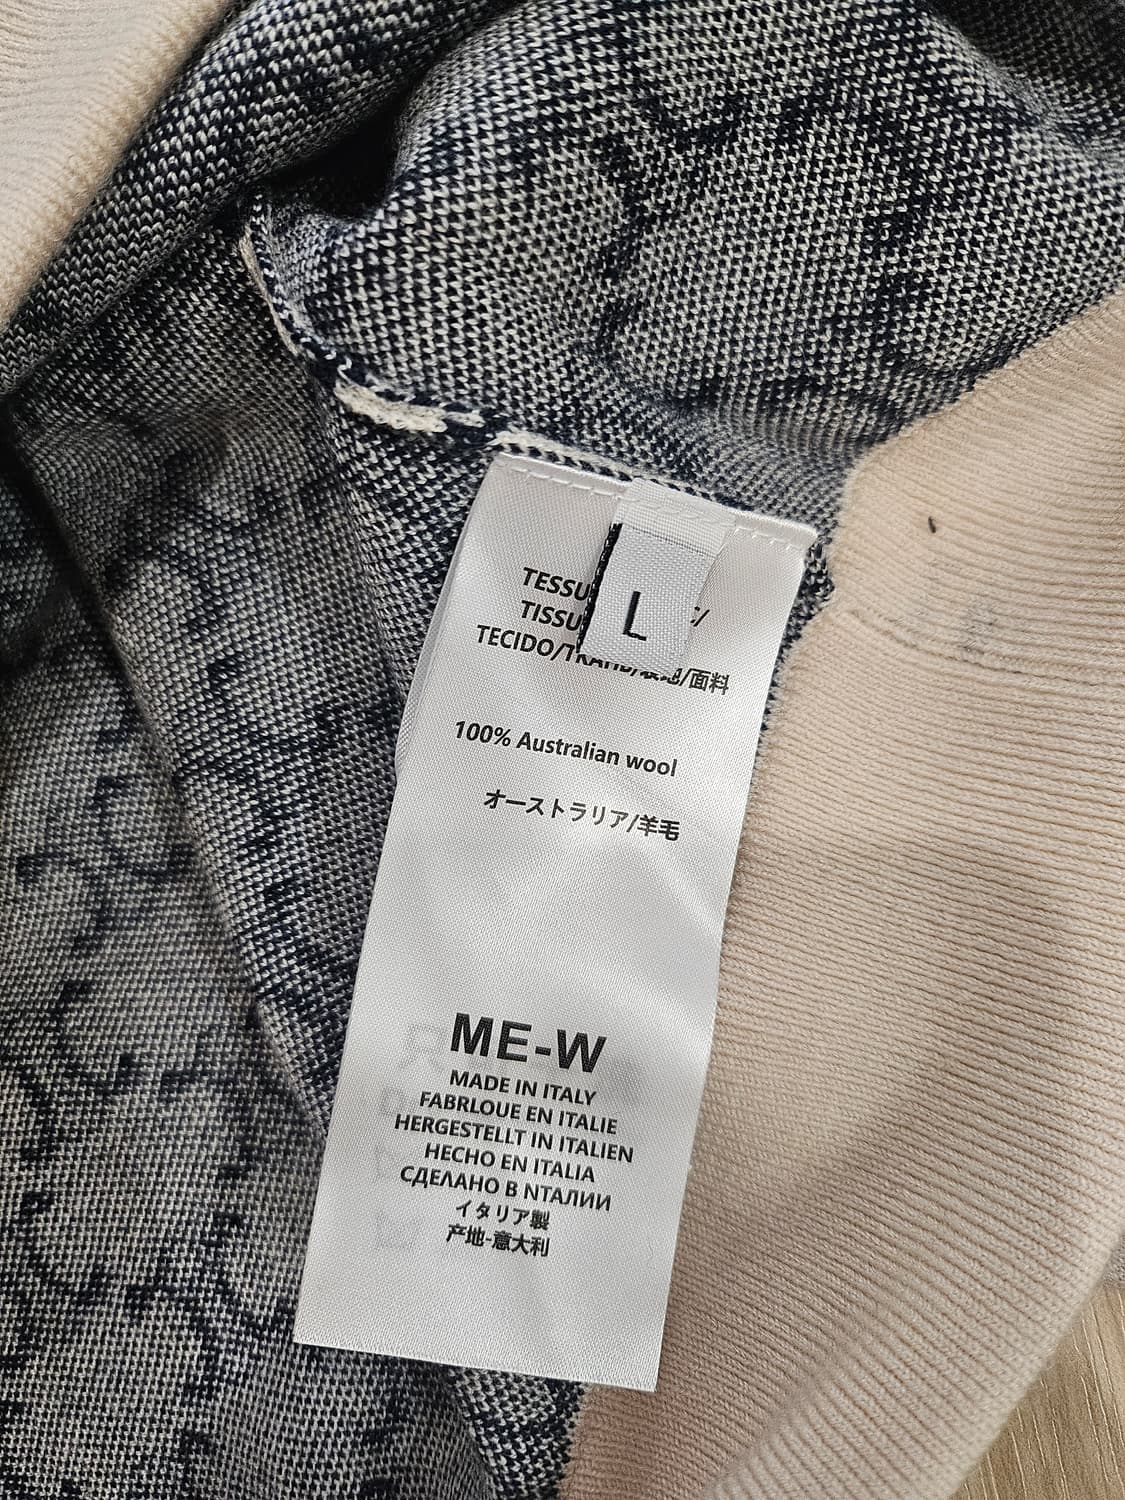 L
TECIDO/ /面料
100% Australian wool
オーストラリア/羊毛
ME-W
MADE IN ITALY
FABRLOUE EN ITALIE
HERGESTELLT IN ITALIEN
HECHO EN ITALIA
СДЕЛАНО В NТАЛИИ
イタリア製
产地-意大利